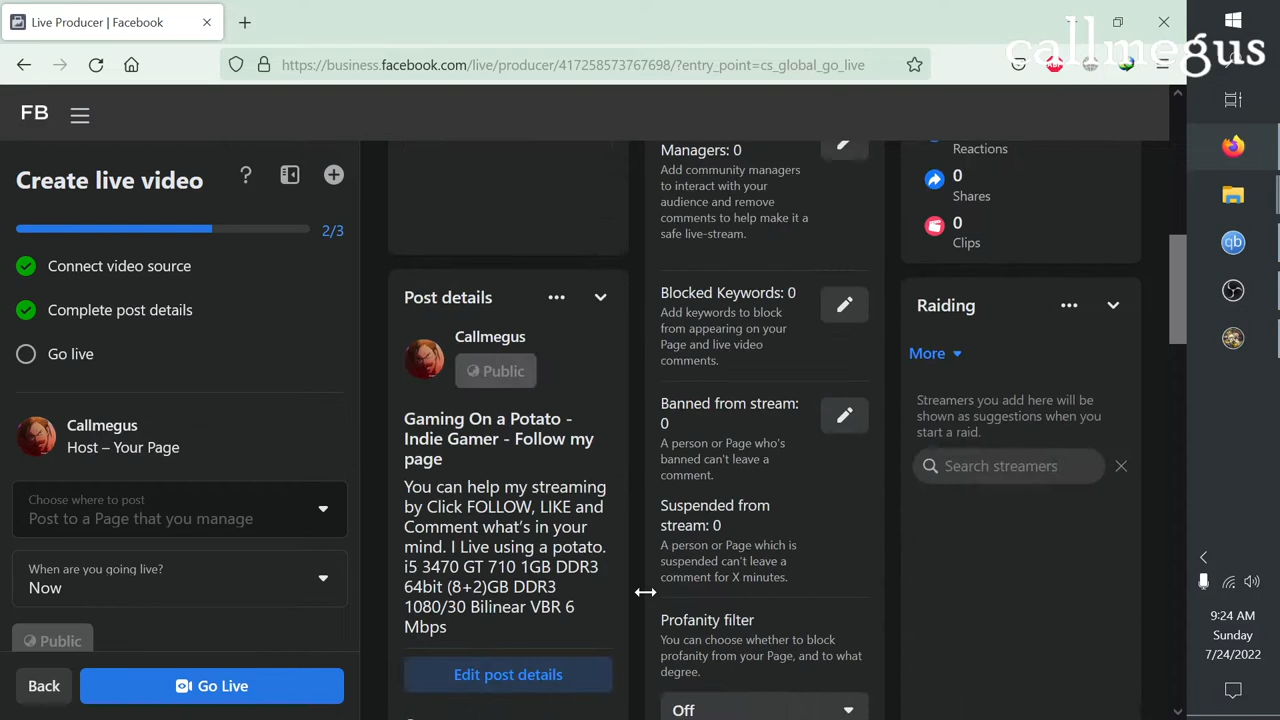 Live Producer | Facebook
callmegus
https://business.facebook.com/live/producer/417258573767698/?entry_point=cs_global_go_live
FB
Create live video
2/3
Connect video source
Complete post details
Go live
Callmegus
Host – Your Page
Choose where to post
Post to a Page that you manage
When are you going live?
Now
Public
Back
Go Live
Post details
Callmegus
Public
Gaming On a Potato -
Indie Gamer - Follow my
page
You can help my streaming
by Click FOLLOW, LIKE and
Comment what's in your
mind. I Live using a potato.
i5 3470 GT 710 1GB DDR3
64bit (8+2)GB DDR3
1080/30 Bilinear VBR 6
Mbps
Edit post details
Managers: 0
Add community managers
to interact with your
audience and remove
comments to help make it a
safe live-stream.
Blocked Keywords: 0
Add keywords to block
from appearing on your
Page and live video
comments.
Banned from stream:
0
A person or Page who's
banned can't leave a
comment.
Suspended from
stream: 0
A person or Page which is
suspended can't leave a
comment for X minutes.
Profanity filter
You can choose whether to block
profanity from your Page, and to what
degree.
Off
Reactions
0
Shares
0
Clips
Raiding
More
Streamers you add here will be
shown as suggestions when you
start a raid.
Search streamers
qb
9:24 AM
Sunday
7/24/2022